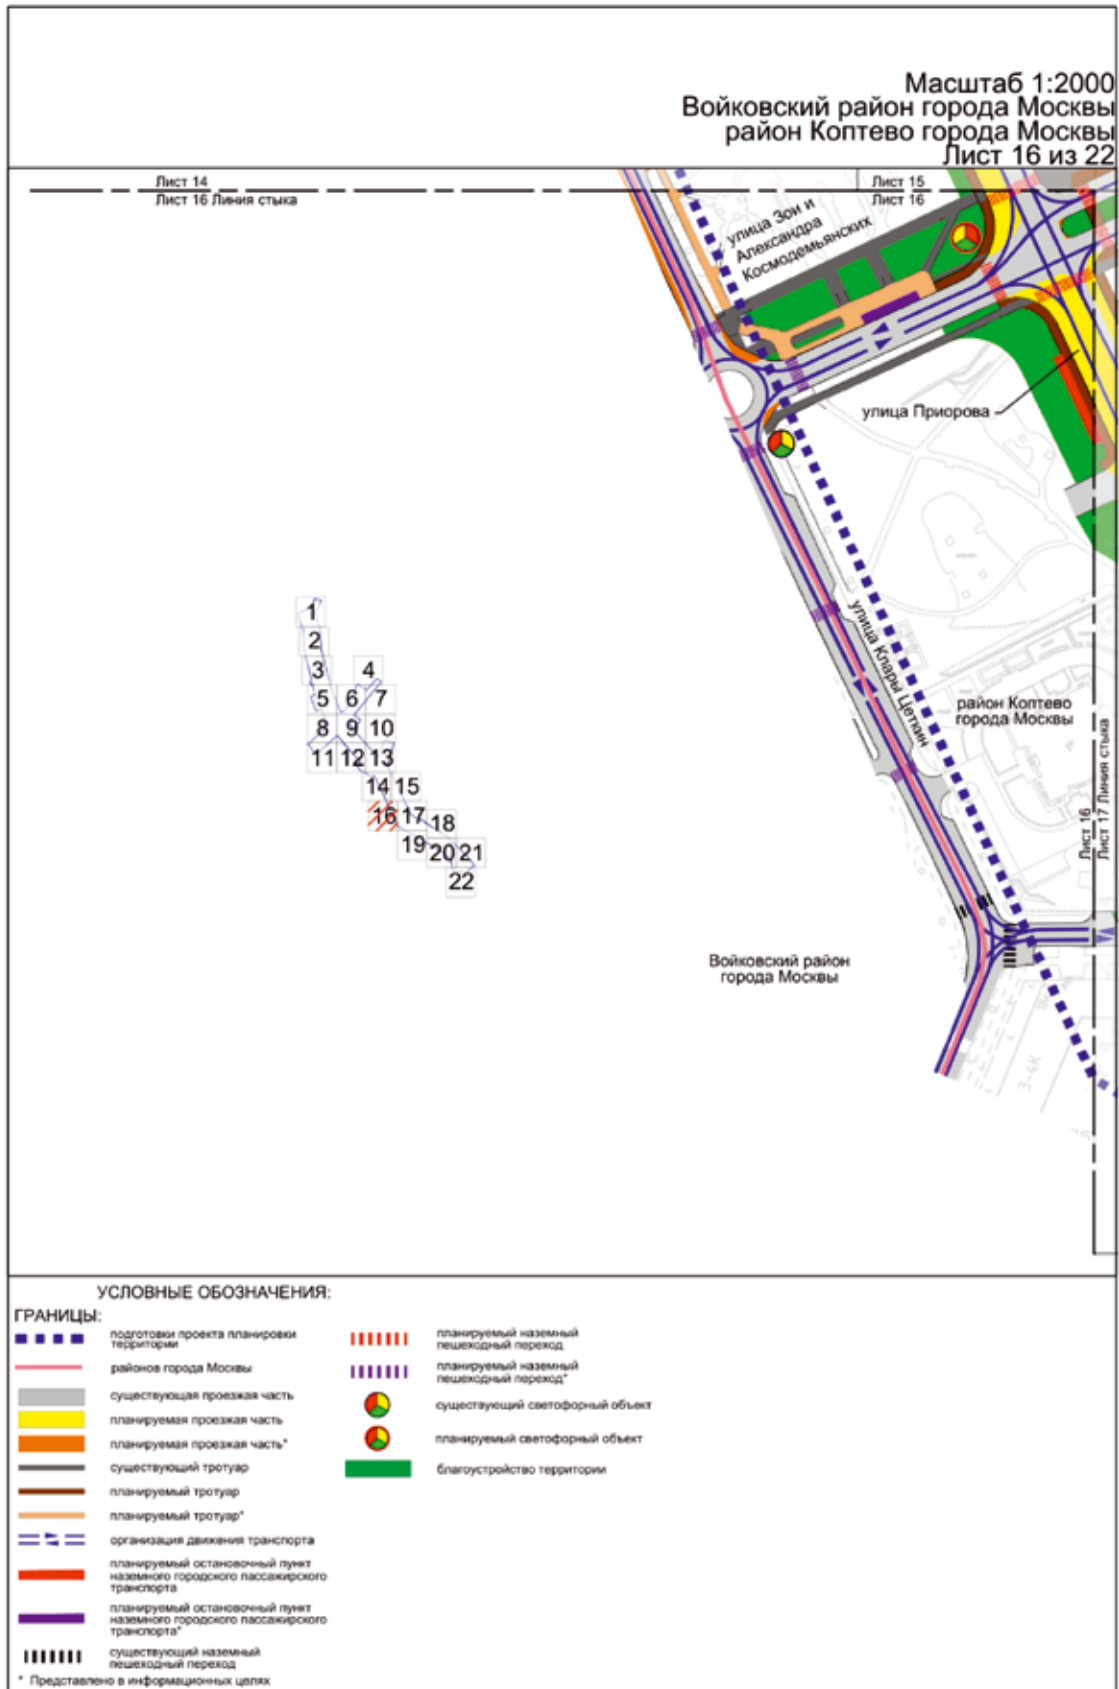 Масштаб 1:2000
Войковский район города Москвы
район Коптево города Москвы
Лист 16 из 22
Лист 14
Лист 16 Линия стыка
Лист 15
Лист 16
улица Зои и
Александра
Космодемьянских
улица Приорова
улица Клары Цеткин
район Коптево
города Москвы
Лист 16
Лист 17 Линия стыка
Войковский район
города Москвы
3-4К
1
2
3 4
5 6 7
8 9 10
11 12 13
14 15
16 17 18
19 20 21
22
УСЛОВНЫЕ ОБОЗНАЧЕНИЯ:
ГРАНИЦЫ:
подготовки проекта планировки
территории
районов города Москвы
существующая проезжая часть
планируемая проезжая часть
планируемая проезжая часть*
существующий тротуар
планируемый тротуар
планируемый тротуар*
организация движения транспорта
планируемый остановочный пункт
наземного городского пассажирского
транспорта
планируемый остановочный пункт
наземного городского пассажирского
транспорта*
существующий наземный
пешеходный переход
* Представлено в информационных целях
планируемый наземный
пешеходный переход
планируемый наземный
пешеходный переход*
существующий светофорный объект
планируемый светофорный объект
благоустройство территории